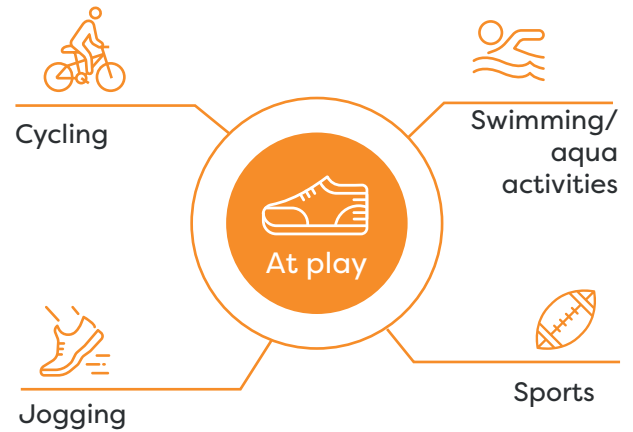 Cycling
Swimming/
aqua
activities
At play
Jogging
Sports